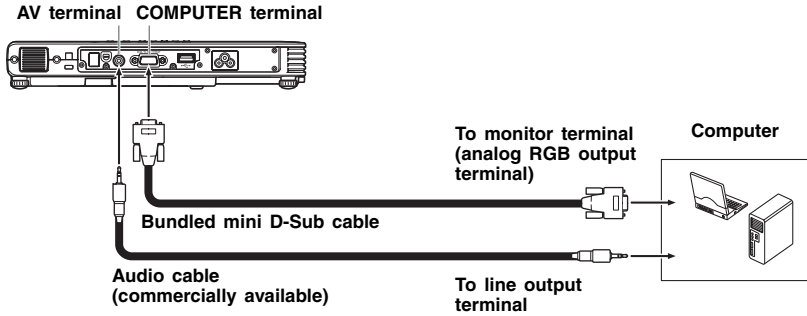 AV terminal COMPUTER terminal
To monitor terminal
(analog RGB output
terminal)
Computer
Bundled mini D-Sub cable
Audio cable
(commercially available)
To line output
terminal